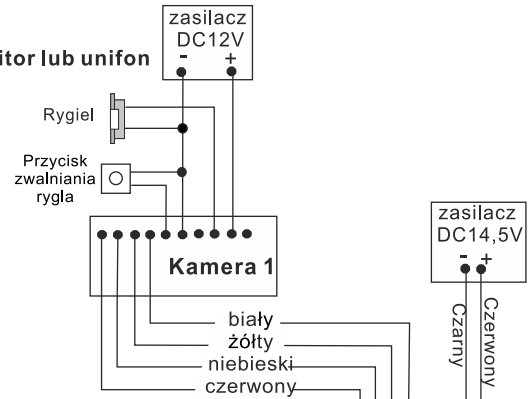 zasilacz
DC12V
- +
itor lub unifon
Rygiel
Przycisk
zwalniania
rygla
Kamera 1
zasilacz
DC14,5V
- +
Czarny
Czerwony
biały
żółty
niebieski
czerwony